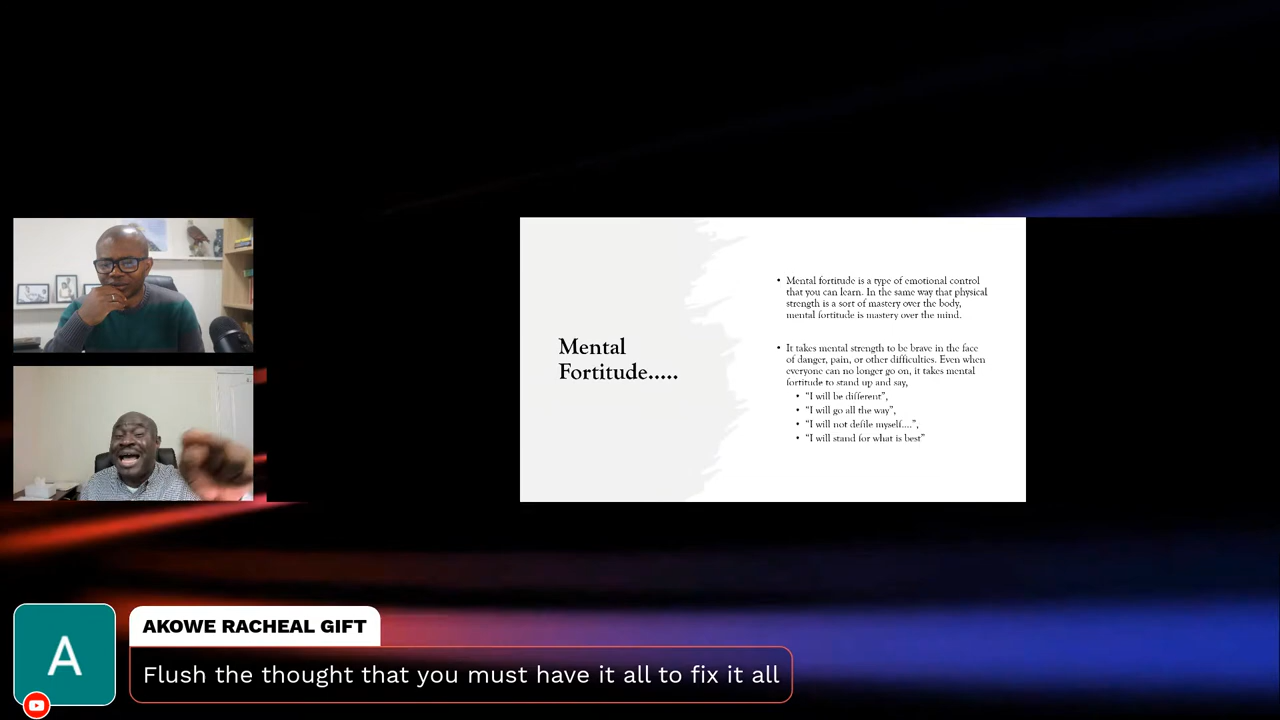 Mental
Fortitude.....
• Mental fortitude is a type of emotional control
that you can learn. In the same way that physical
strength is a sort of mastery over the body,
mental fortitude is mastery over the mind.
• It takes mental strength to be brave in the face
of danger, pain, or other difficulties. Even when
everyone can no longer go on, it takes mental
fortitude to stand up and say,
• “I will be different”,
• “I will go all the way”,
• “I will not defile myself....”,
• “I will stand for what is best”
A
AKOWE RACHEAL GIFT
Flush the thought that you must have it all to fix it all